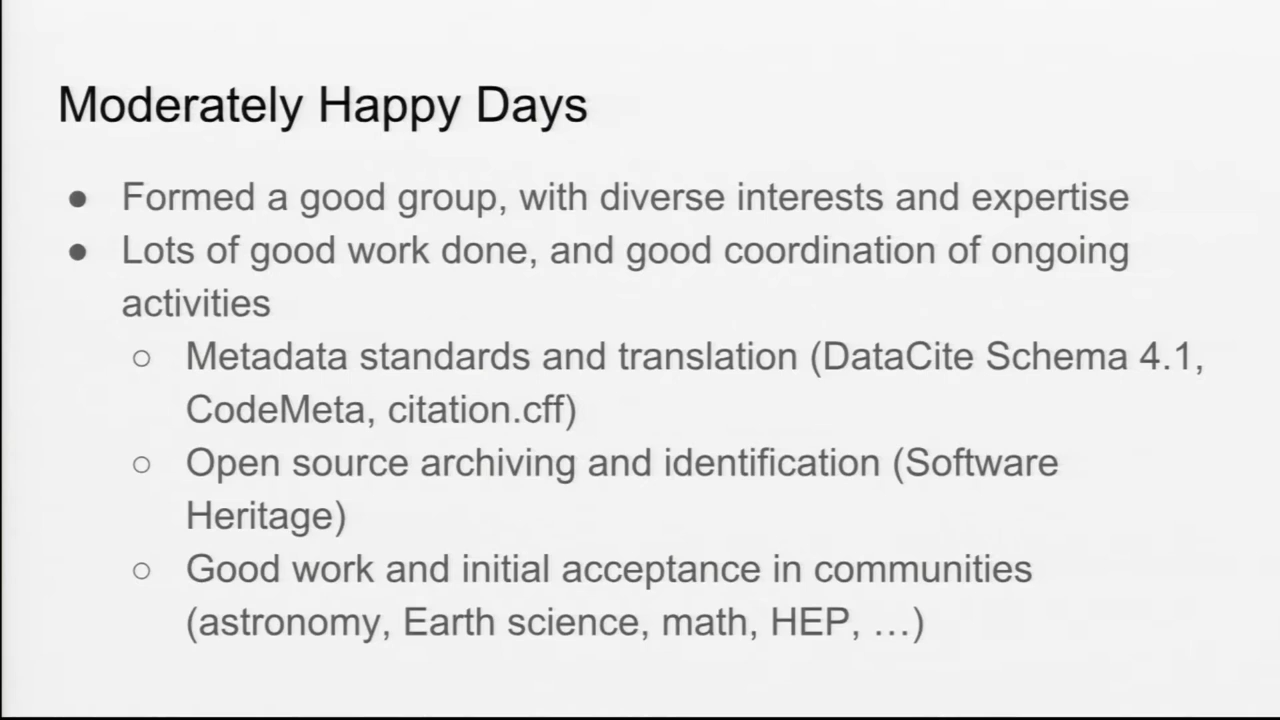 Moderately Happy Days
● Formed a good group, with diverse interests and expertise
● Lots of good work done, and good coordination of ongoing
activities
○ Metadata standards and translation (DataCite Schema 4.1,
CodeMeta, citation.cff)
○ Open source archiving and identification (Software
Heritage)
○ Good work and initial acceptance in communities
(astronomy, Earth science, math, HEP, …)